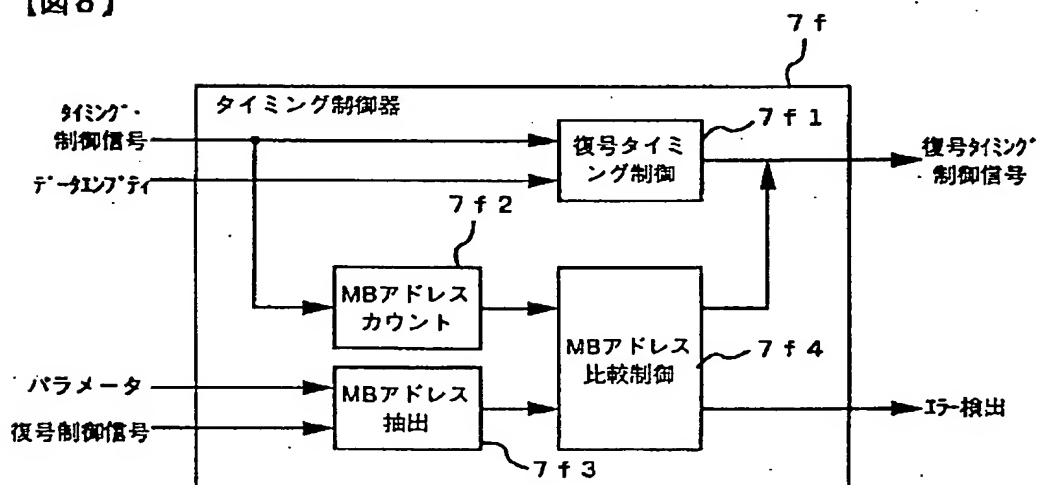 7f
タイミング制御器
タイミング・
制御信号
データエンプティ
復号タイミ
ング制御
7f1
復号タイミング
制御信号
7f2
MBアドレス
カウント
MBアドレス
比較制御
7f4
パラメータ
復号制御信号
MBアドレス
抽出
7f3
エラー検出